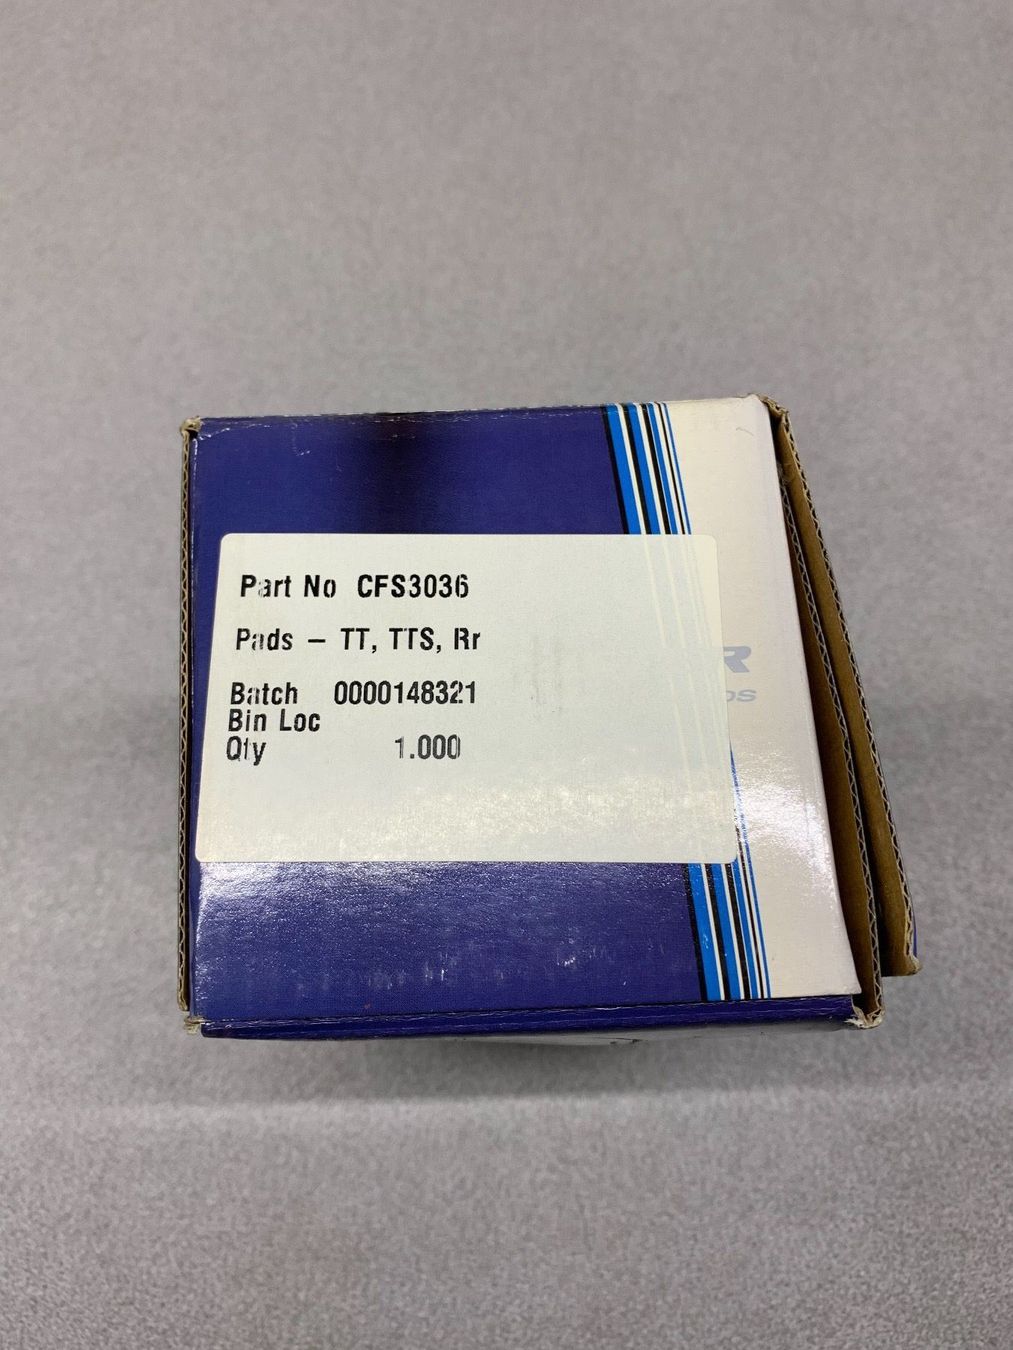 Part No CFS3036
Pads – TT, TTS, Rr
Batch 0000148321
Bin Loc
Qty 1.000